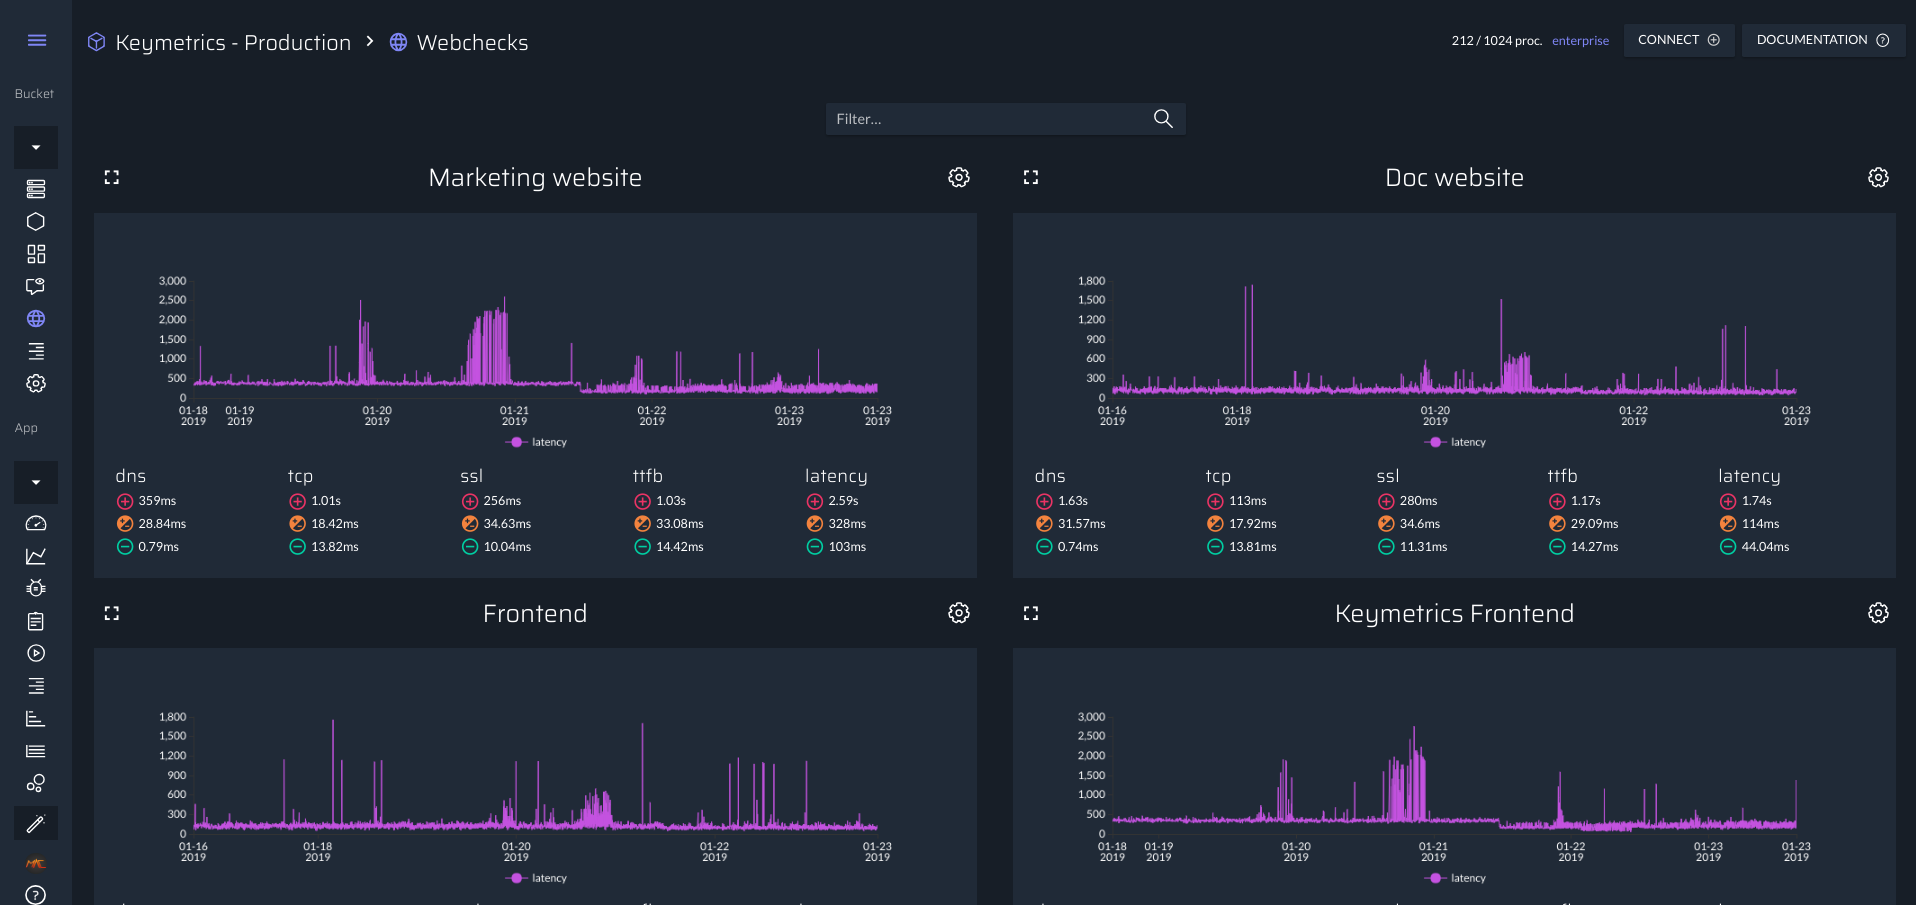 Keymetrics - Production > Webchecks
212 / 1024 proc. enterprise CONNECT DOCUMENTATION
Bucket
App
Filter...
Marketing website
3,000
2,500
2,000
1,500
1,000
500
0
01-18 01-19 01-20 01-21 01-22 01-23 01-23
2019 2019 2019 2019 2019 2019 2019
latency
dns tcp ssl ttfb latency
359ms 1.01s 256ms 1.03s 2.59s
28.84ms 18.42ms 34.63ms 33.08ms 328ms
0.79ms 13.82ms 10.04ms 14.42ms 103ms
Doc website
1,800
1,500
1,200
900
600
300
0
01-16 01-18 01-20 01-22 01-23
2019 2019 2019 2019 2019
latency
dns tcp ssl ttfb latency
1.63s 113ms 280ms 1.17s 1.74s
31.57ms 17.92ms 34.6ms 29.09ms 114ms
0.74ms 13.81ms 11.31ms 14.27ms 44.04ms
Frontend
1,800
1,500
1,200
900
600
300
0
01-16 01-18 01-20 01-22 01-23
2019 2019 2019 2019 2019
latency
Keymetrics Frontend
3,000
2,500
2,000
1,500
1,000
500
0
01-18 01-19 01-20 01-21 01-22 01-23 01-23
2019 2019 2019 2019 2019 2019 2019
latency